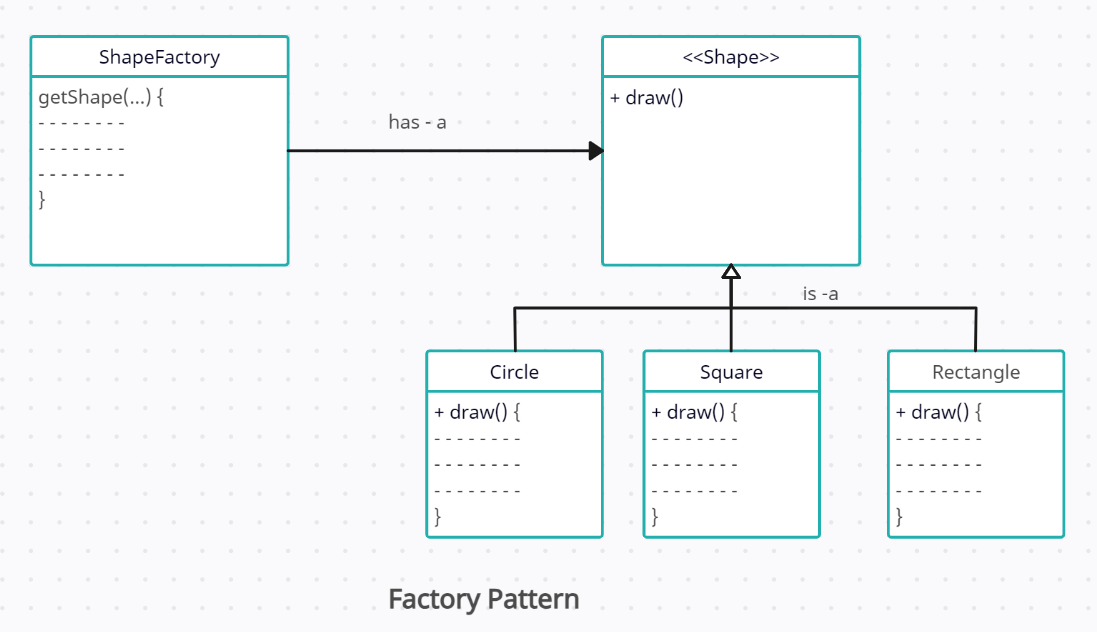 ShapeFactory
getShape(...) {
- - - - - - - -
- - - - - - - -
- - - - - - - -
}
has - a
<<Shape>>
+ draw()
is -a
Circle
+ draw() {
- - - - - - - -
- - - - - - - -
- - - - - - - -
}
Square
+ draw() {
- - - - - - - -
- - - - - - - -
- - - - - - - -
}
Rectangle
+ draw() {
- - - - - - - -
- - - - - - - -
- - - - - - - -
}
Factory Pattern